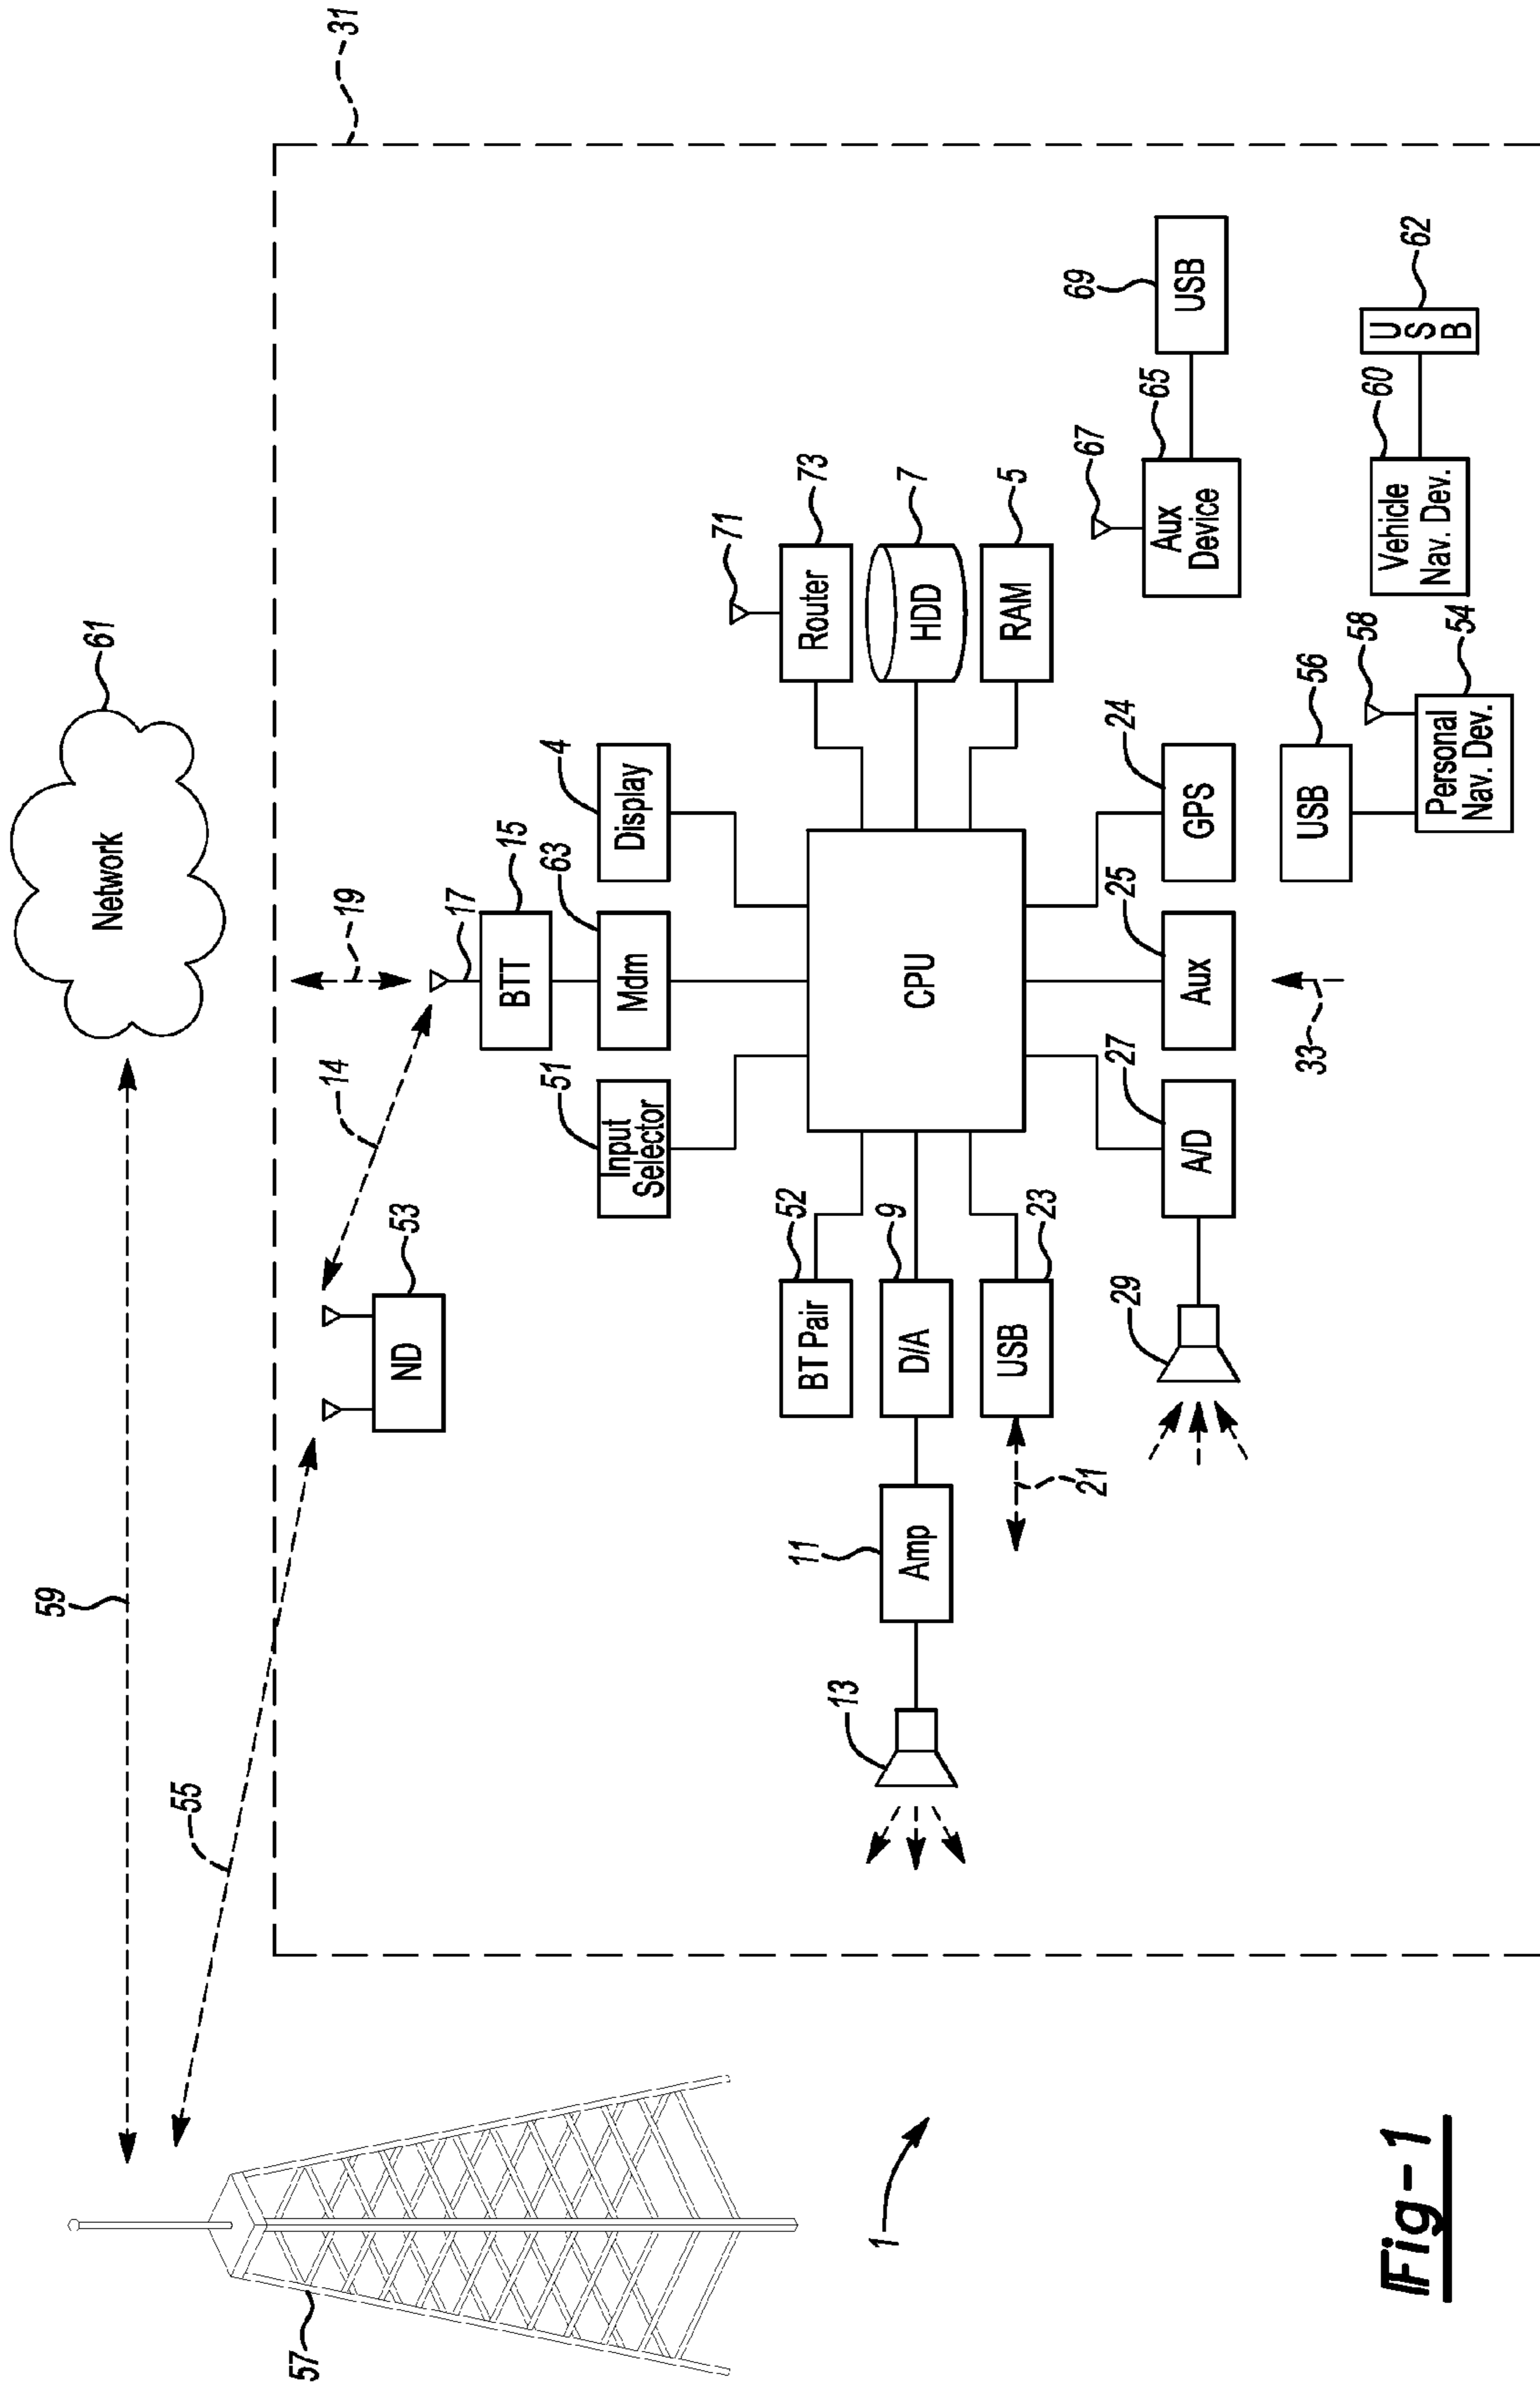 31
61
Network
59
55
57
19
14
17
15
BTT
53
ND
63
Mdm
4
Display
51
Input
Selector
71
73
Router
7
HDD
5
RAM
CPU
52
BT Pair
9
D/A
23
USB
21
11
Amp
13
29
27
A/D
25
Aux
24
GPS
33
67
65
Aux
Device
69
USB
56
USB
58
54
Personal
Nav. Dev.
60
Vehicle
Nav. Dev.
62
U
S
B
1
Fig-1